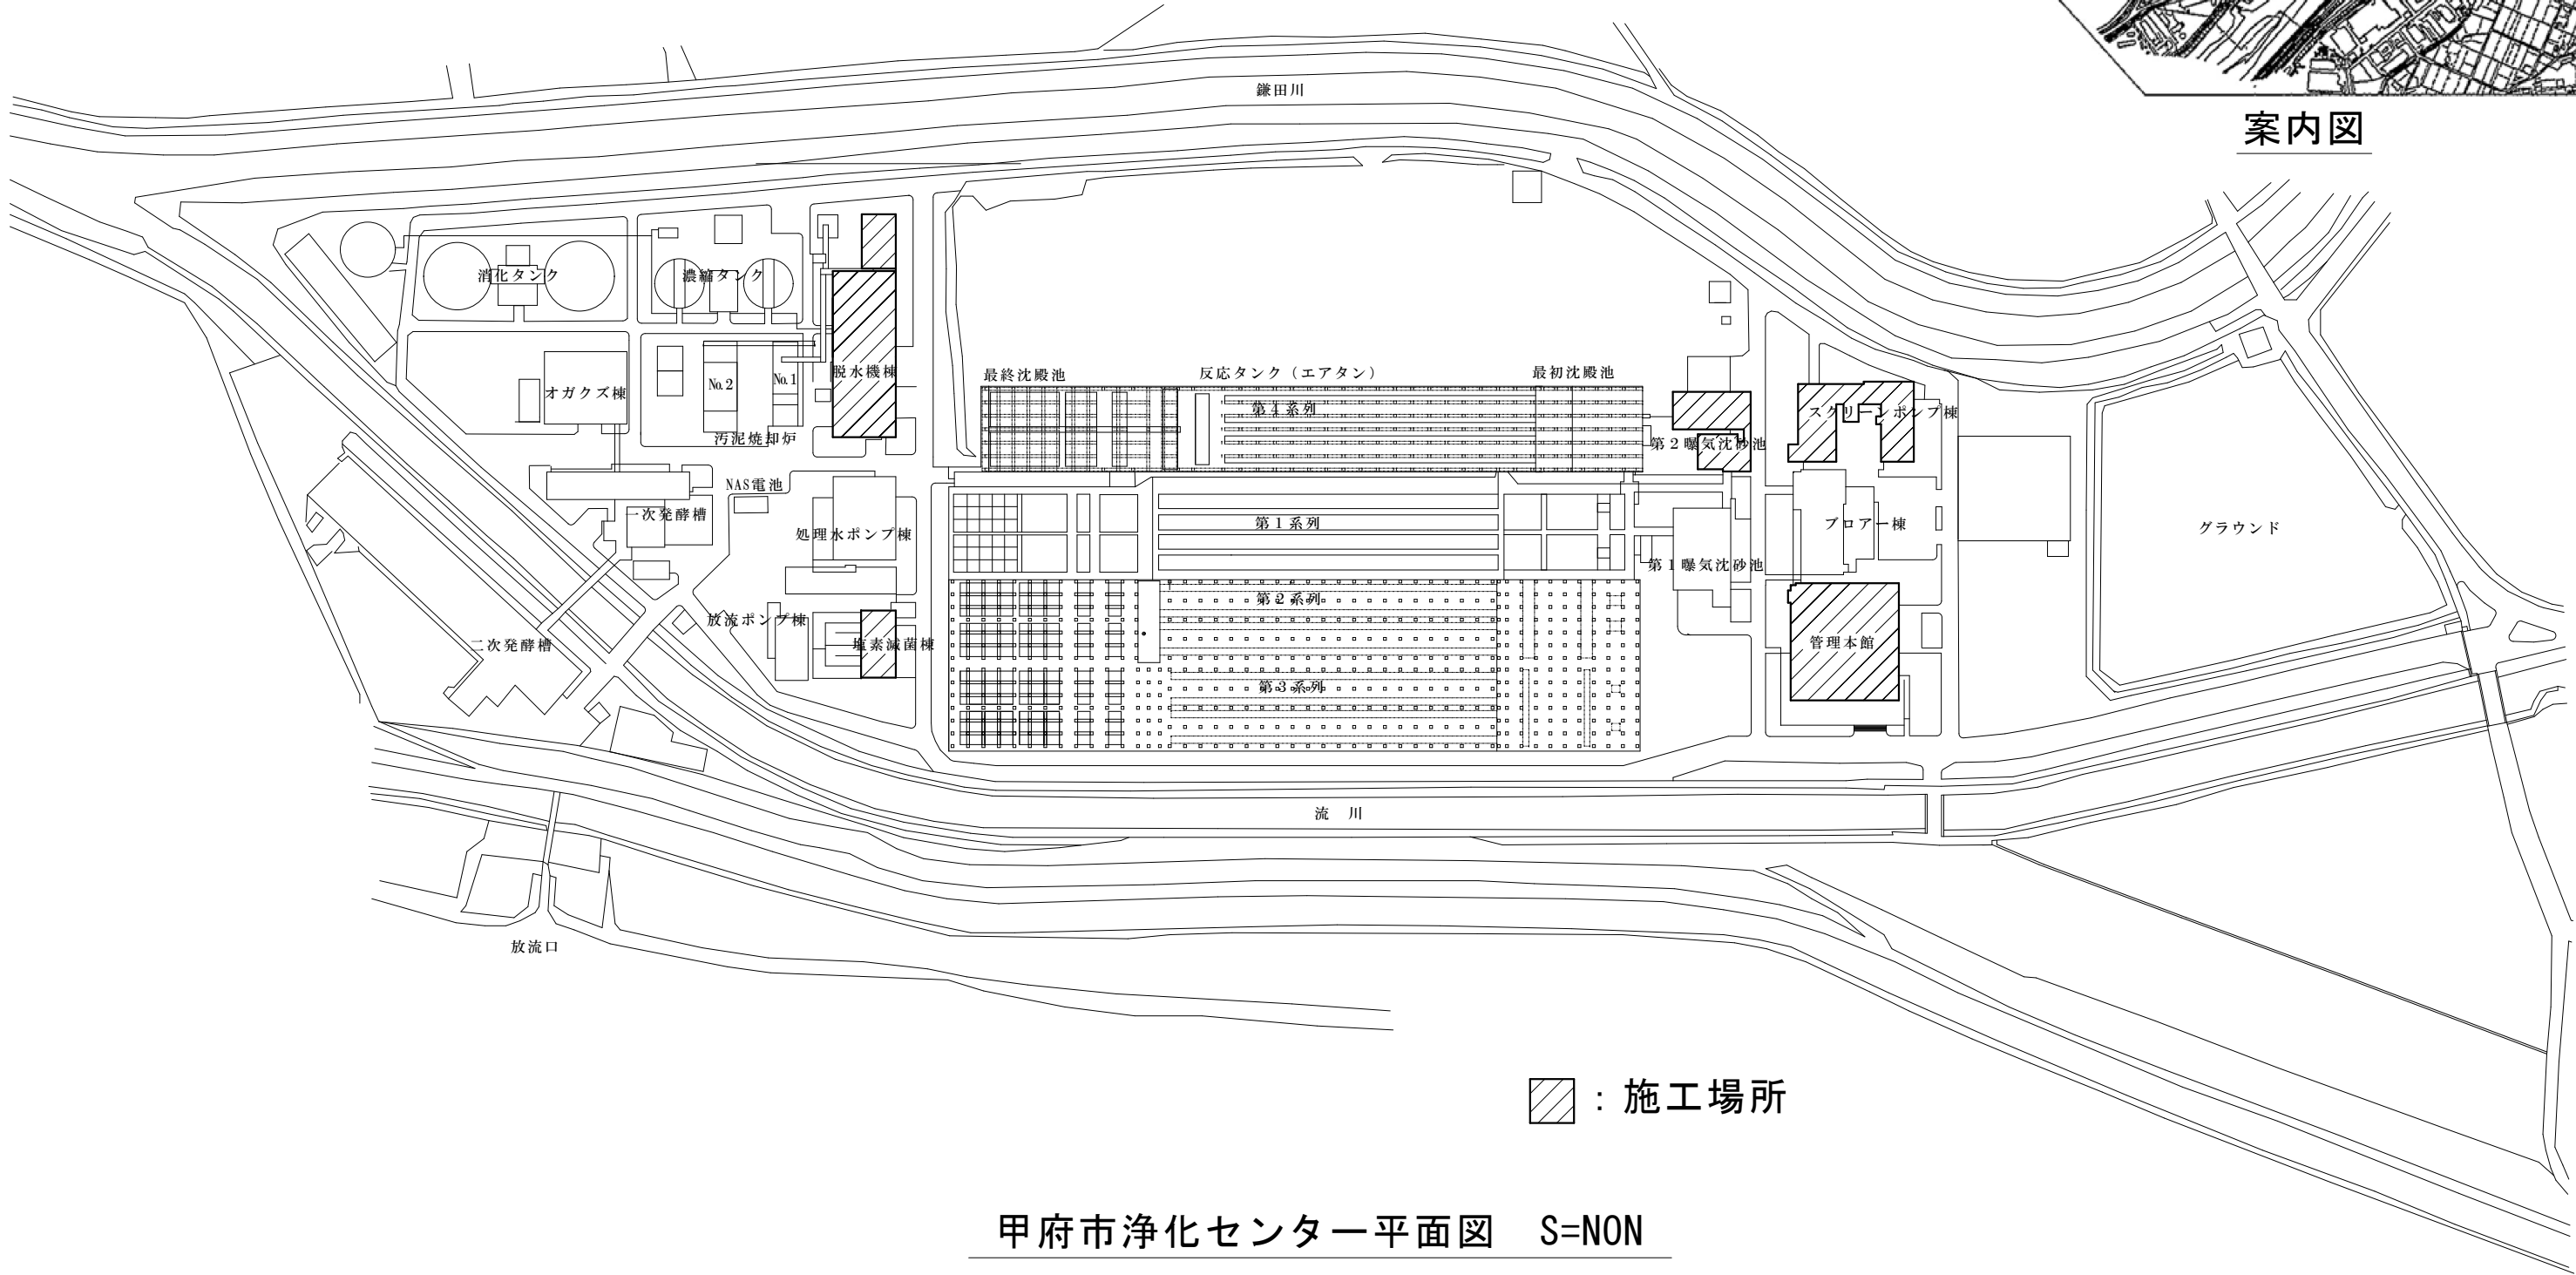 鎌田川
案内図
消化タンク
濃縮タンク
脱水機棟
オガクズ棟
No.2
No.1
汚泥焼却炉
最終沈殿池
反応タンク（エアタン）
最初沈殿池
第４系列
第２曝気沈砂池
スクリーンポンプ棟
NAS電池
一次発酵槽
処理水ポンプ棟
第１系列
ブロアー棟
グラウンド
第１曝気沈砂池
第２系列
放流ポンプ棟
塩素滅菌棟
二次発酵槽
管理本館
第３系列
流　川
放流口
：施工場所
甲府市浄化センター平面図　S=NON